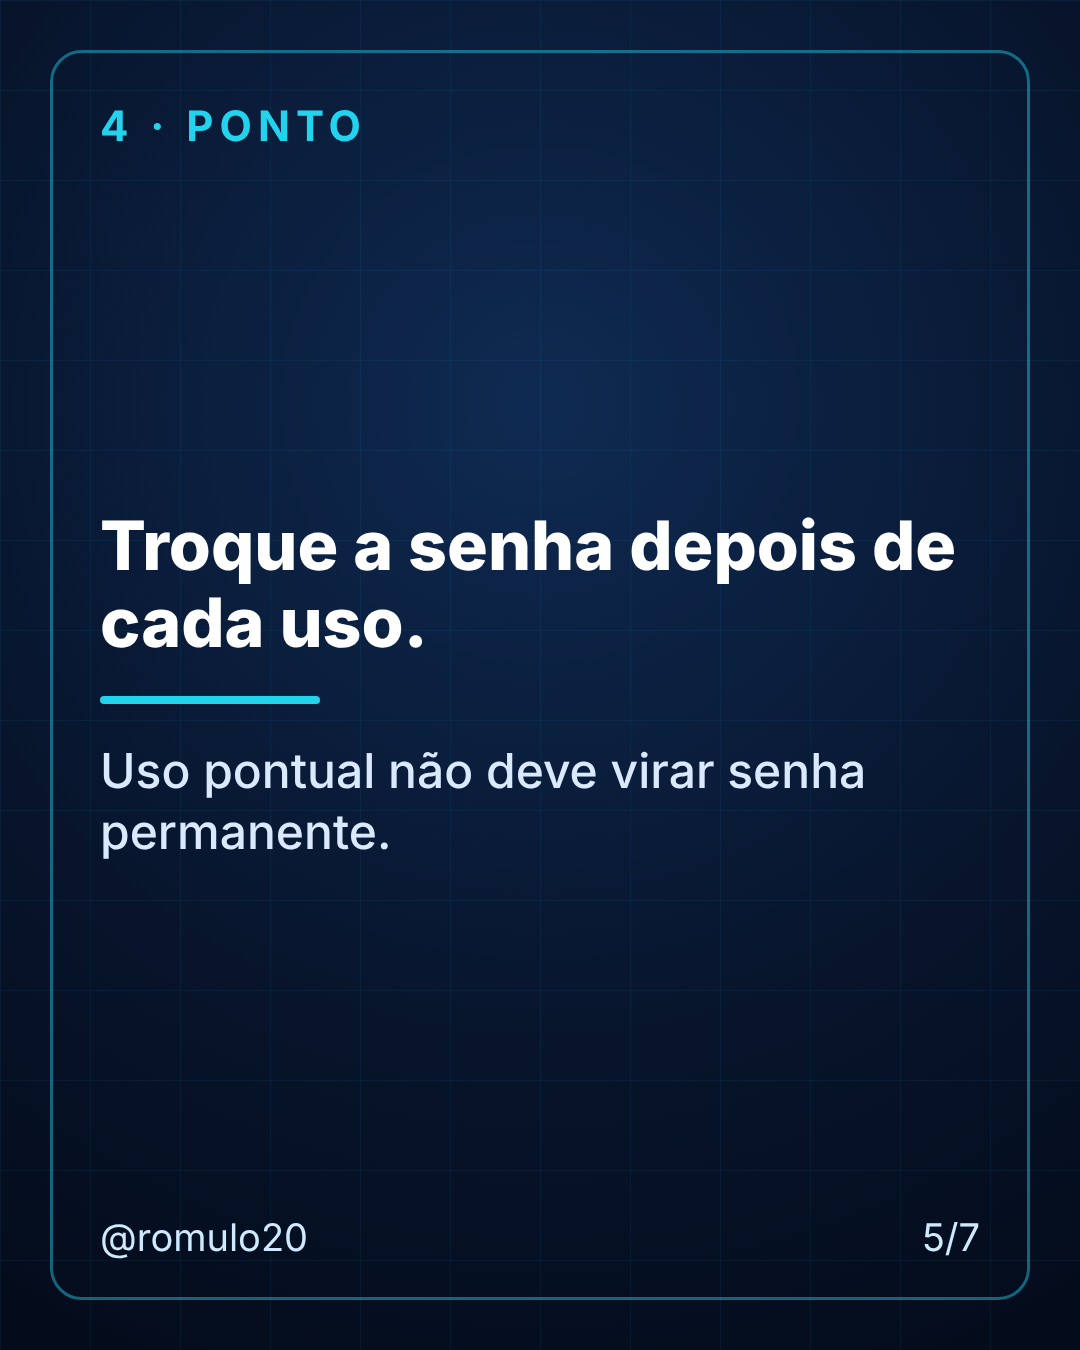 4 · PONTO
Troque a senha depois de
cada uso.
Uso pontual não deve virar senha
permanente.
@romulo20
5/7